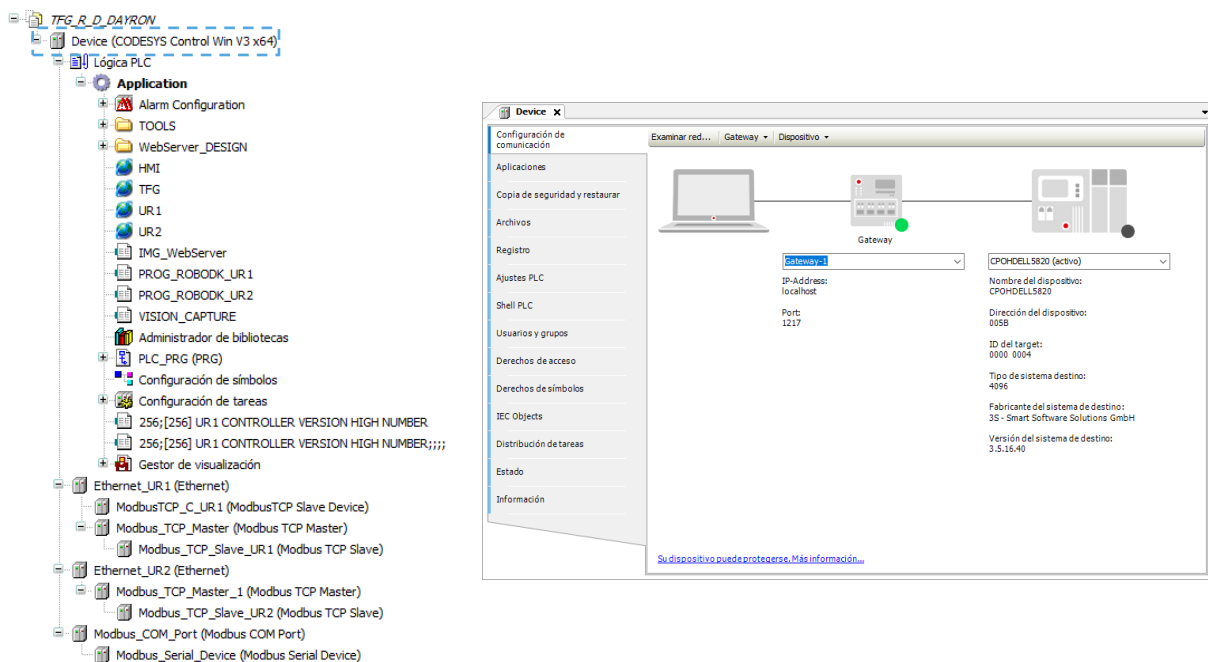 TFG_R_D_DAYRON
Device (CODESYS Control Win V3 x64)
Lógica PLC
Application
Alarm Configuration
TOOLS
WebServer_DESIGN
HMI
TFG
UR1
UR2
IMG_WebServer
PROG_ROBODK_UR1
PROG_ROBODK_UR2
VISION_CAPTURE
Administrador de bibliotecas
PLC_PRG (PRG)
Configuración de símbolos
Configuración de tareas
256;[256] UR1 CONTROLLER VERSION HIGH NUMBER
256;[256] UR1 CONTROLLER VERSION HIGH NUMBER;;;;
Gestor de visualización
Ethernet_UR1 (Ethernet)
ModbusTCP_C_UR1 (ModbusTCP Slave Device)
Modbus_TCP_Master (Modbus TCP Master)
Modbus_TCP_Slave_UR1 (Modbus TCP Slave)
Ethernet_UR2 (Ethernet)
Modbus_TCP_Master_1 (Modbus TCP Master)
Modbus_TCP_Slave_UR2 (Modbus TCP Slave)
Modbus_COM_Port (Modbus COM Port)
Modbus_Serial_Device (Modbus Serial Device)
Device X
Configuración de
comunicación
Aplicaciones
Copia de seguridad y restaurar
Archivos
Registro
Ajustes PLC
Shell PLC
Usuarios y grupos
Derechos de acceso
Derechos de símbolos
IEC Objects
Distribución de tareas
Estado
Información
Examinar red... Gateway Dispositivo
Gateway
Gateway-1
IP-Address:
localhost
Port:
1217
CPOHDELL5820 (activo)
Nombre del dispositivo:
CPOHDELL5820
Dirección del dispositivo:
005B
ID del target:
0000 0004
Tipo de sistema destino:
4096
Fabricante del sistema de destino:
3S - Smart Software Solutions GmbH
Versión del sistema de destino:
3.5.16.40
Su dispositivo puede protegerse. Más información...